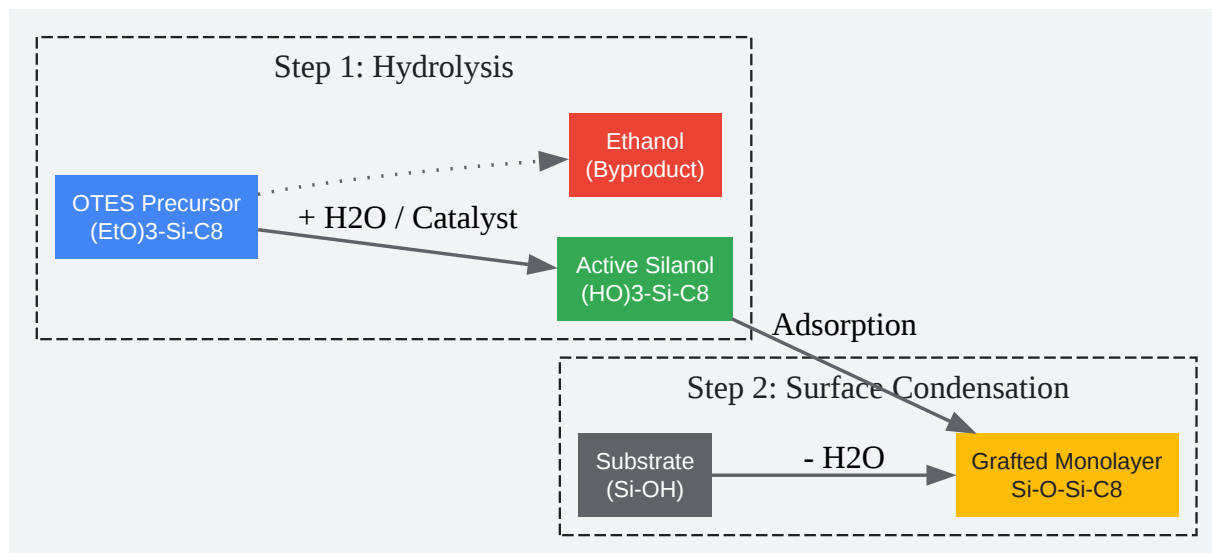 Step 1: Hydrolysis
Ethanol
(Byproduct)
OTES Precursor
(EtO)3-Si-C8
+ H2O / Catalyst
Active Silanol
(HO)3-Si-C8
Adsorption
Step 2: Surface Condensation
Substrate
(Si-OH)
- H2O
Grafted Monolayer
Si-O-Si-C8